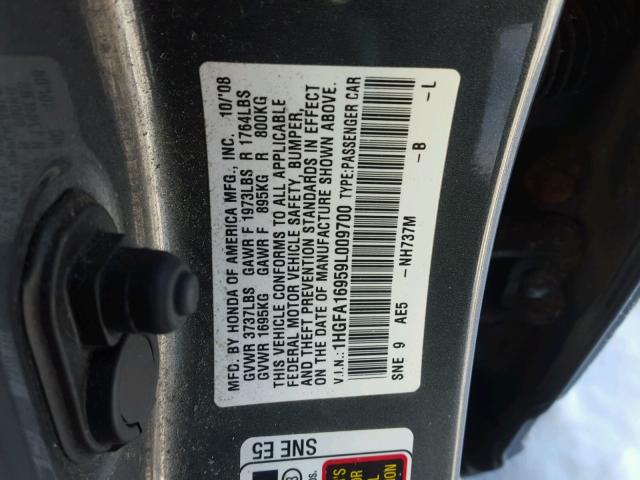 MFD. BY HONDA OF AMERICA MFG., INC. 10/08
GVWR 3737LBS GAWR F 1973LBS R 1764LBS
GVWR 1695KG GAWR F 895KG R 800KG
THIS VEHICLE CONFORMS TO ALL APPLICABLE
FEDERAL MOTOR VEHICLE SAFETY, BUMPER,
AND THEFT PREVENTION STANDARDS IN EFFECT
ON THE DATE OF MANUFACTURE SHOWN ABOVE.
V.I.N.: 1HGFA16959L009700 TYPE: PASSENGER CAR
SNE 9 AE5 -NH737M -B -L
SNE E5